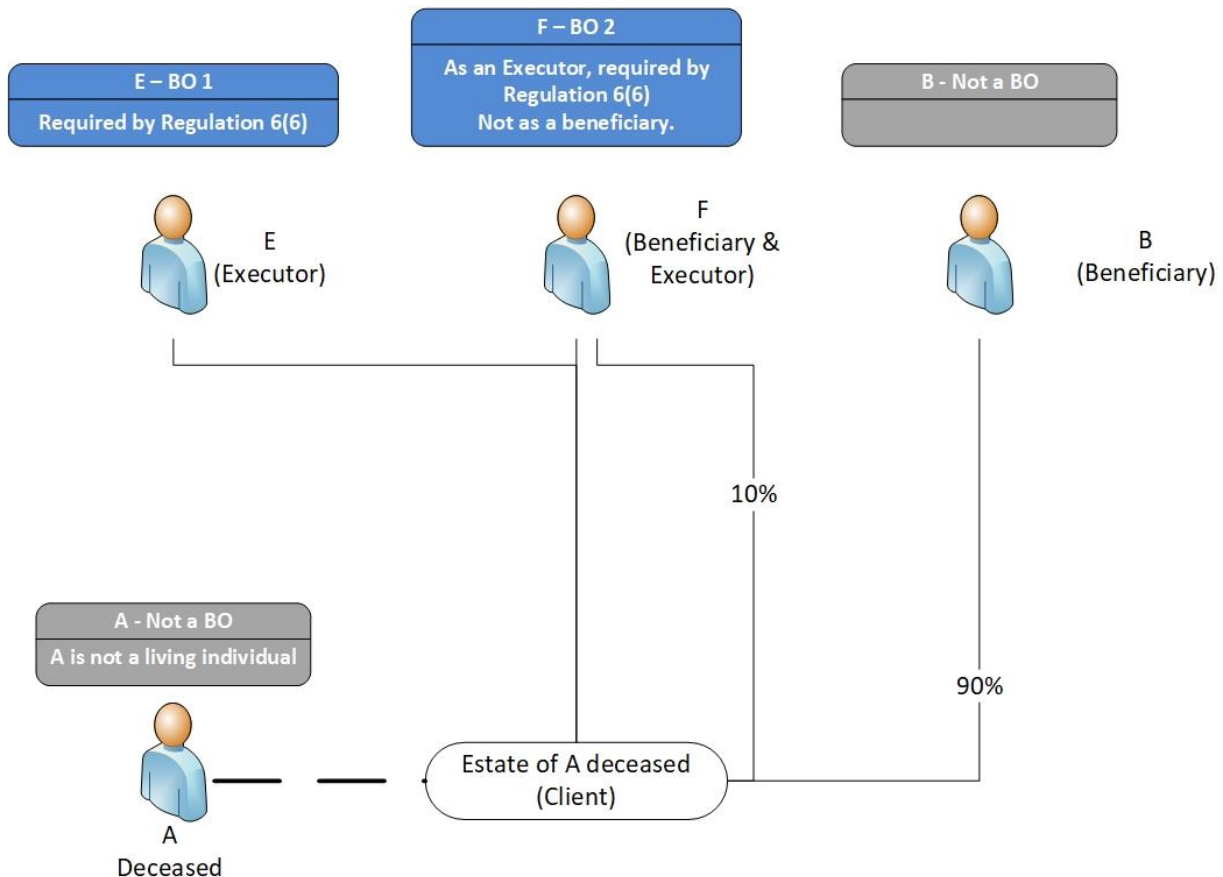 E – BO 1
Required by Regulation 6(6)
F – BO 2
As an Executor, required by
Regulation 6(6)
Not as a beneficiary.
B - Not a BO
E
(Executor)
F
(Beneficiary &
Executor)
B
(Beneficiary)
10%
90%
A - Not a BO
A is not a living individual
Estate of A deceased
(Client)
A
Deceased